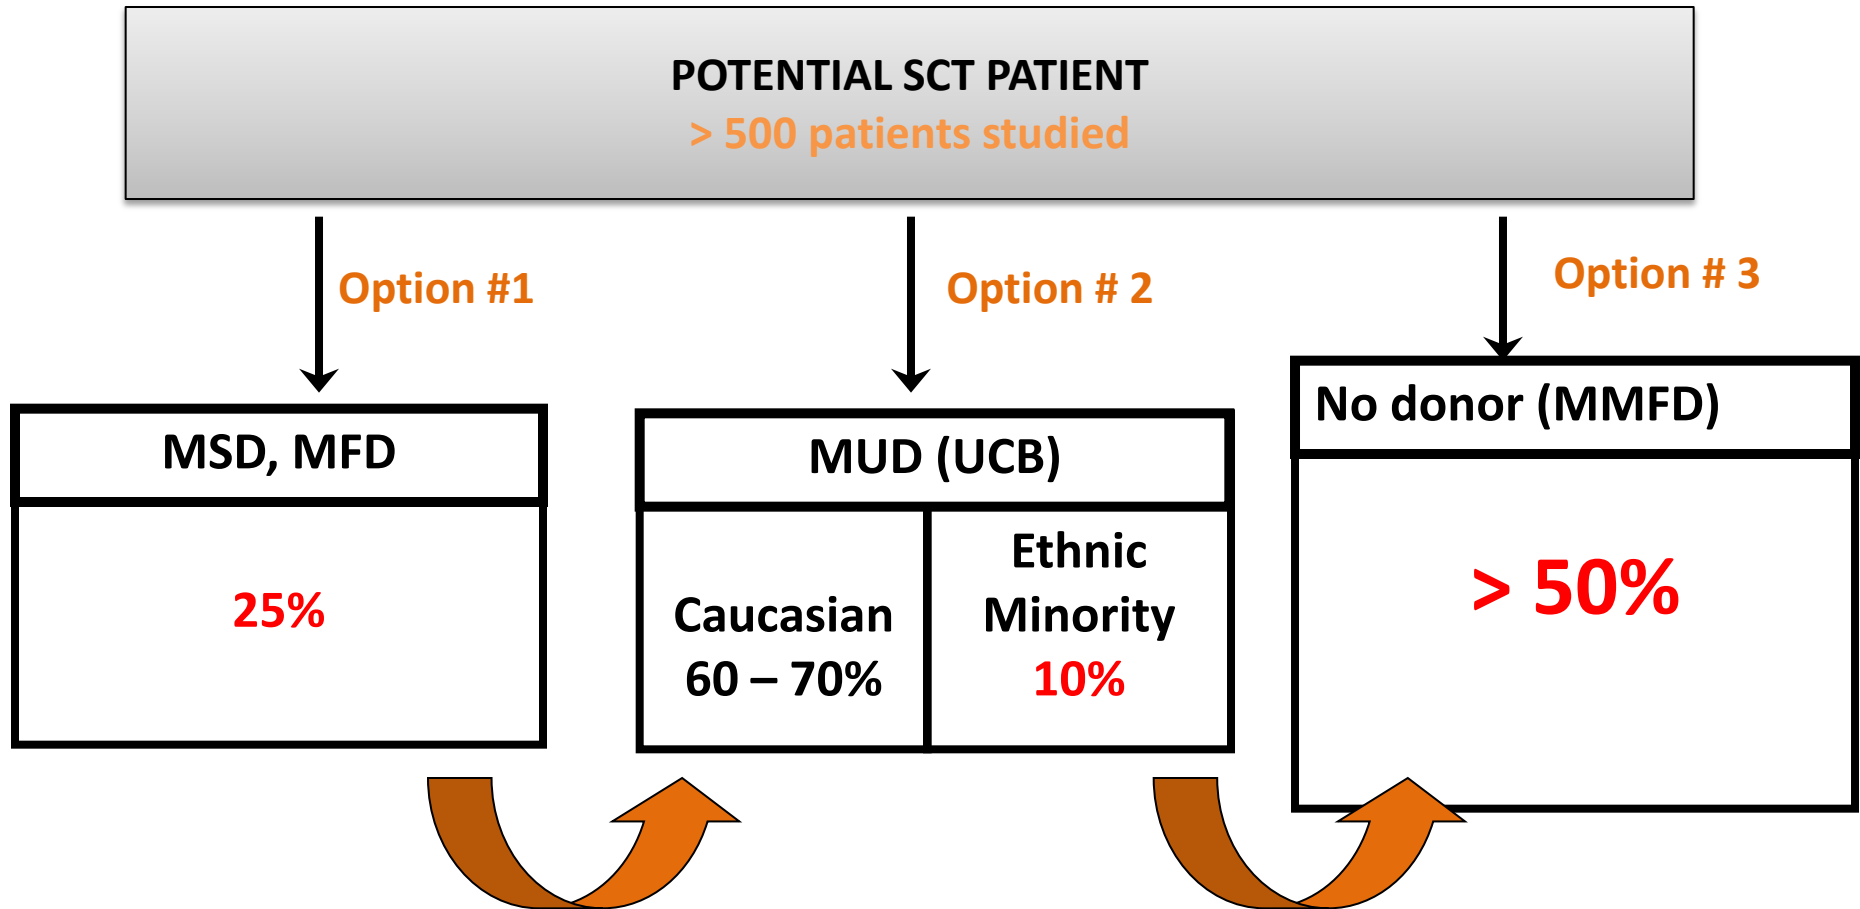 POTENTIAL SCT PATIENT
> 500 patients studied
Option #1
Option # 2
Option # 3
MSD, MFD
25%
MUD (UCB)
Caucasian
60 – 70%
Ethnic
Minority
10%
No donor (MMFD)
> 50%